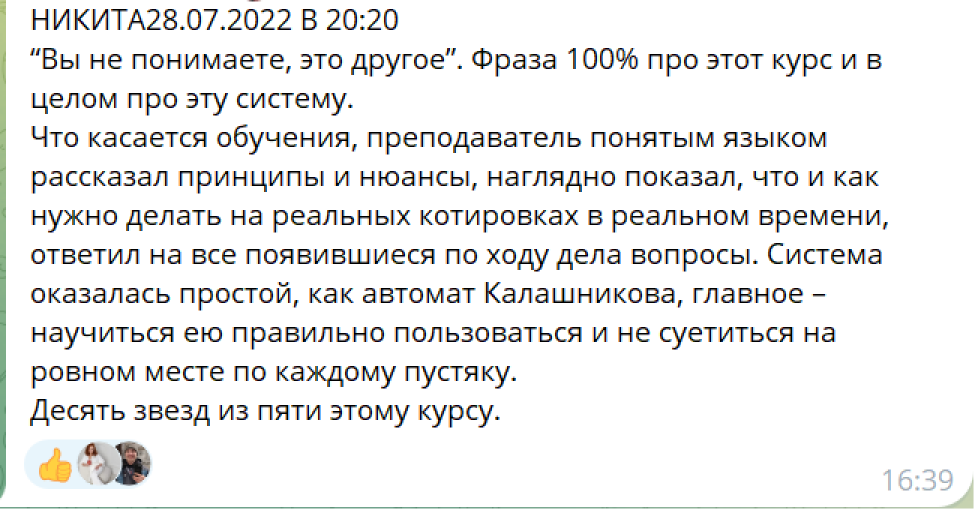 НИКИТА28.07.2022 В 20:20
“Вы не понимаете, это другое”. Фраза 100% про этот курс и в
целом про эту систему.
Что касается обучения, преподаватель понятым языком
рассказал принципы и нюансы, наглядно показал, что и как
нужно делать на реальных котировках в реальном времени,
ответил на все появившиеся по ходу дела вопросы. Система
оказалась простой, как автомат Калашникова, главное –
научиться ею правильно пользоваться и не суетиться на
ровном месте по каждому пустяку.
Десять звезд из пяти этому курсу.
16:39